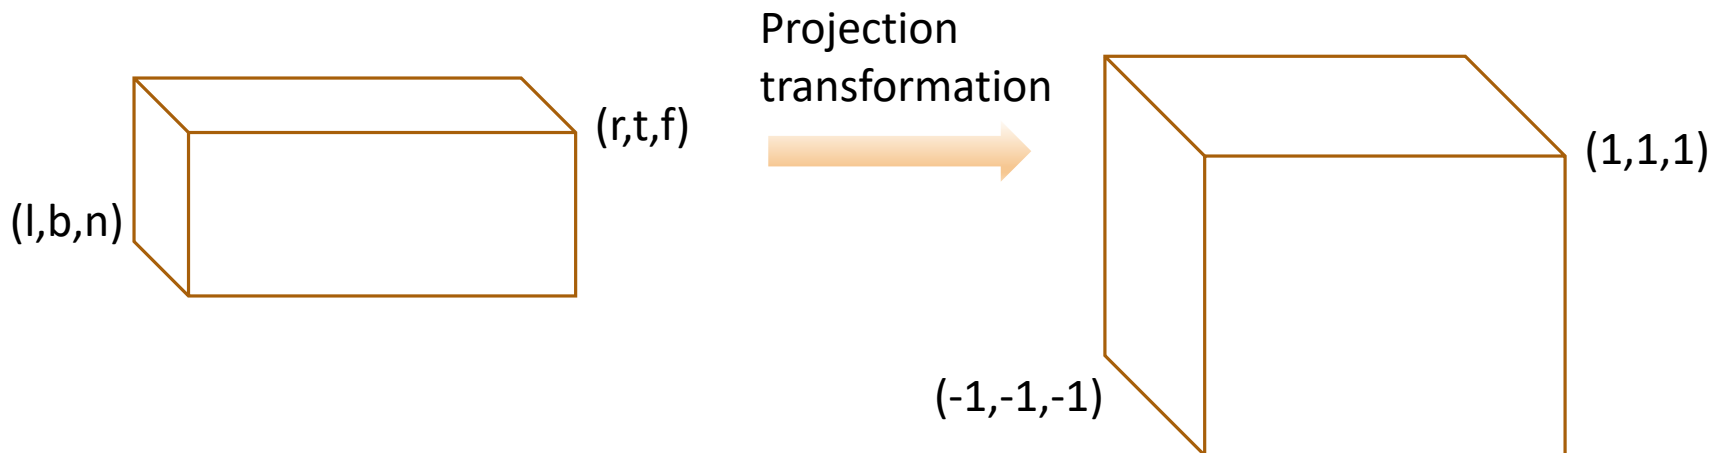 Projection
transformation
(r,t,f)
(l,b,n)
(1,1,1)
(-1,-1,-1)